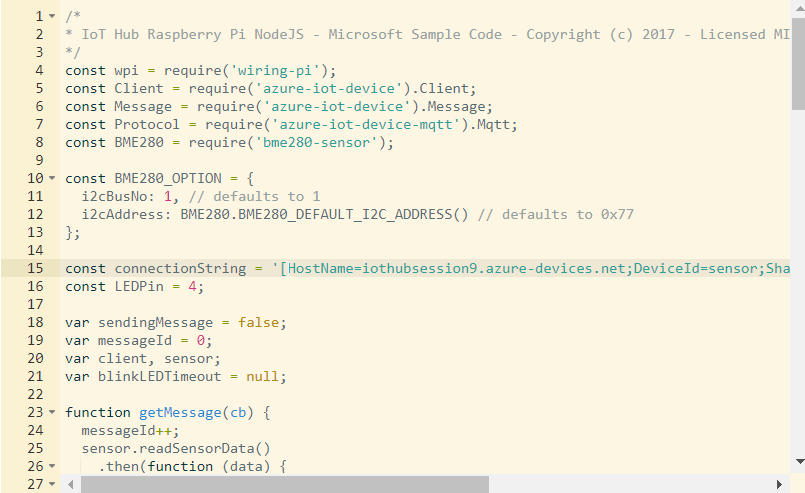 1 /*
2 * IoT Hub Raspberry Pi NodeJS - Microsoft Sample Code - Copyright (c) 2017 - Licensed MI
3 */
4 const wpi = require('wiring-pi');
5 const Client = require('azure-iot-device').Client;
6 const Message = require('azure-iot-device').Message;
7 const Protocol = require('azure-iot-device-mqtt').Mqtt;
8 const BME280 = require('bme280-sensor');
9
10 const BME280_OPTION = {
11 i2cBusNo: 1, // defaults to 1
12 i2cAddress: BME280.BME280_DEFAULT_I2C_ADDRESS() // defaults to 0x77
13 };
14
15 const connectionString = '[HostName=iothubsession9.azure-devices.net;DeviceId=sensor;Sha
16 const LEDPin = 4;
17
18 var sendingMessage = false;
19 var messageId = 0;
20 var client, sensor;
21 var blinkLEDTimeout = null;
22
23 function getMessage(cb) {
24 messageId++;
25 sensor.readSensorData()
26 .then(function (data) {
27